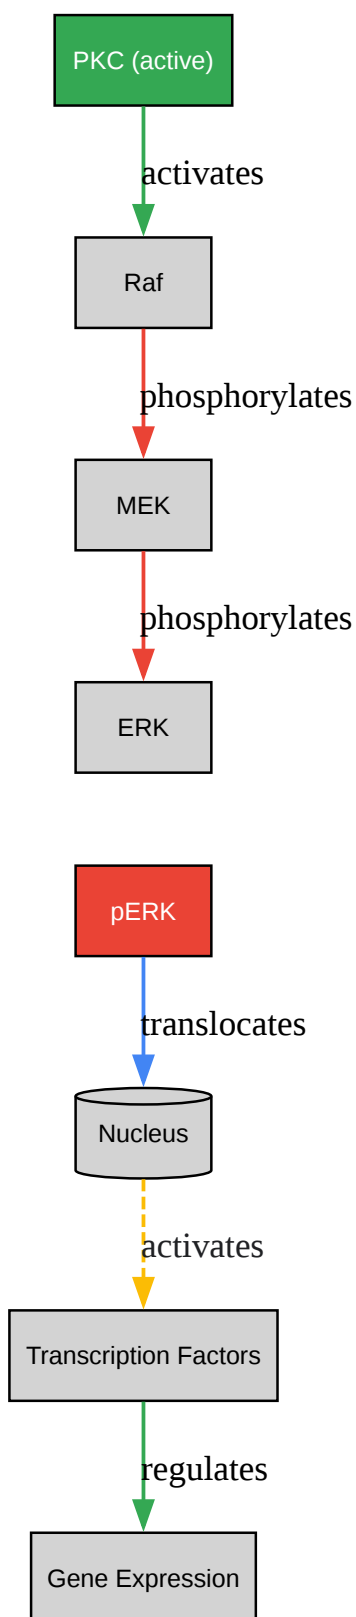 PKC (active)
activates
Raf
phosphorylates
MEK
phosphorylates
ERK
pERK
translocates
Nucleus
activates
Transcription Factors
regulates
Gene Expression